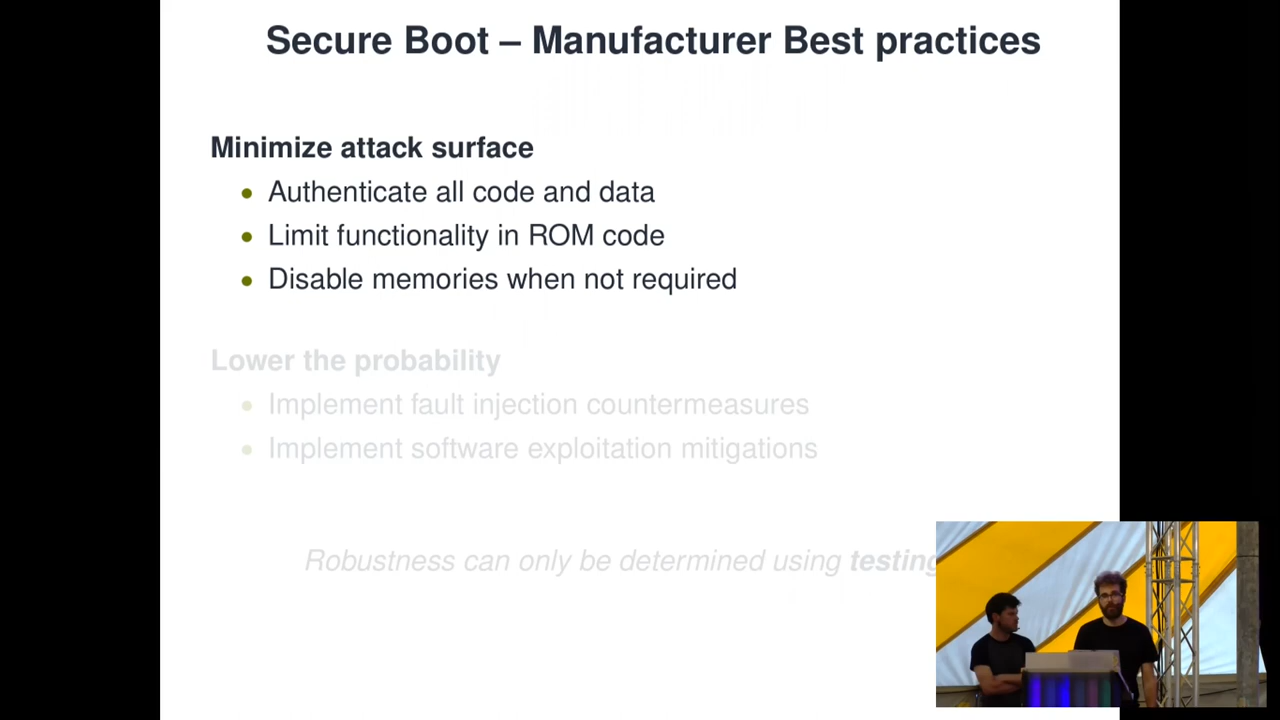 Secure Boot – Manufacturer Best practices
Minimize attack surface
Authenticate all code and data
Limit functionality in ROM code
Disable memories when not required
Lower the probability
Implement fault injection countermeasures
Implement software exploitation mitigations
Robustness can only be determined using testing